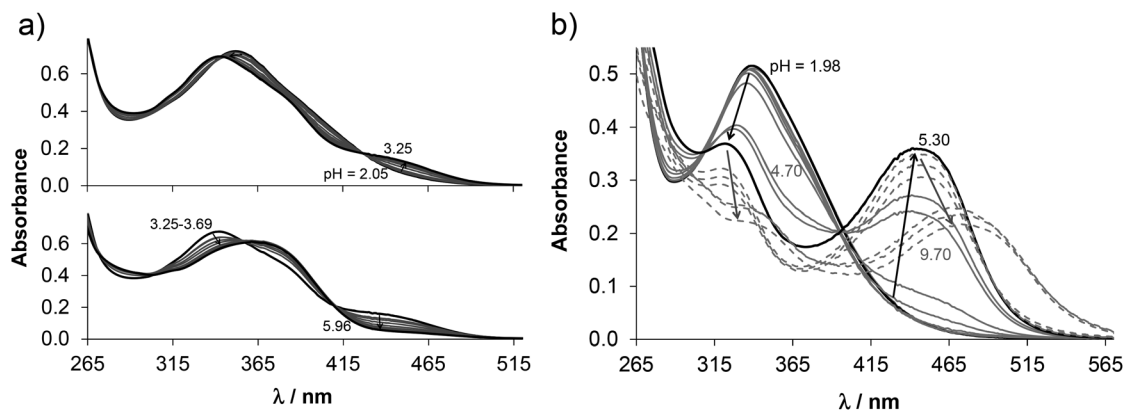 a)
0.6
0.4
0.2
0.0
3.25
pH = 2.05
Absorbance
0.6
0.4
0.2
0.0
3.25-3.69
5.96
265 315 365 415 465 515
λ / nm
b)
Absorbance
0.5
0.4
0.3
0.2
0.1
0.0
pH = 1.98
5.30
4.70
9.70
265 315 365 415 465 515 565
λ / nm